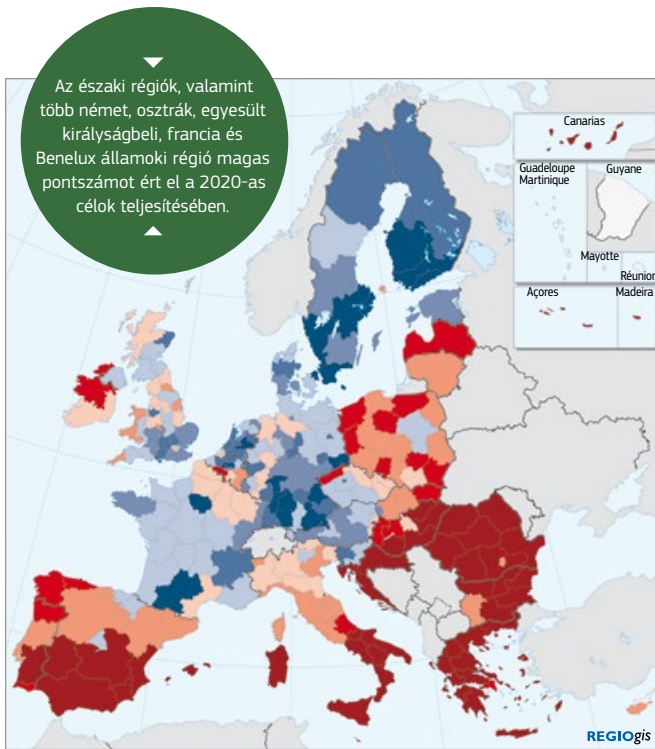 Az északi régiók, valamint
több német, osztrák, egyesült
királyságbeli, francia és
Benelux államoki régió magas
pontszámot ért el a 2020-as
célok teljesítésében.
Canarias
Guadeloupe
Martinique
Guyane
Mayotte
Réunion
Açores
Madeira
REGIOgis